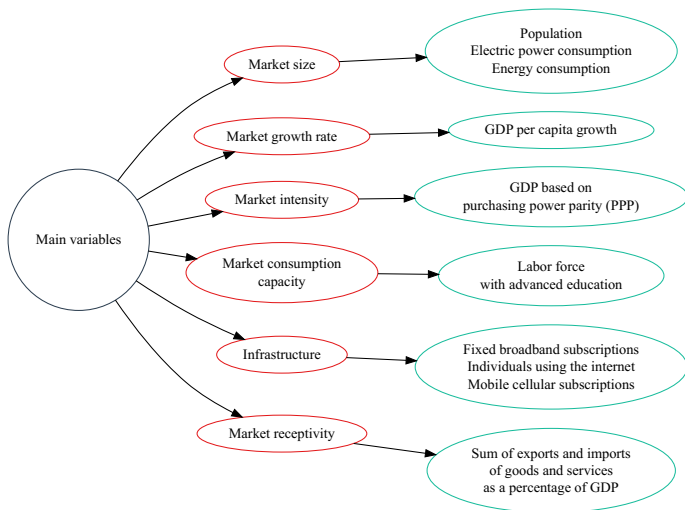 Main variables
Market size
Population
Electric power consumption
Energy consumption
Market growth rate
GDP per capita growth
Market intensity
GDP based on
purchasing power parity (PPP)
Market consumption
capacity
Labor force
with advanced education
Infrastructure
Fixed broadband subscriptions
Individuals using the internet
Mobile cellular subscriptions
Market receptivity
Sum of exports and imports
of goods and services
as a percentage of GDP